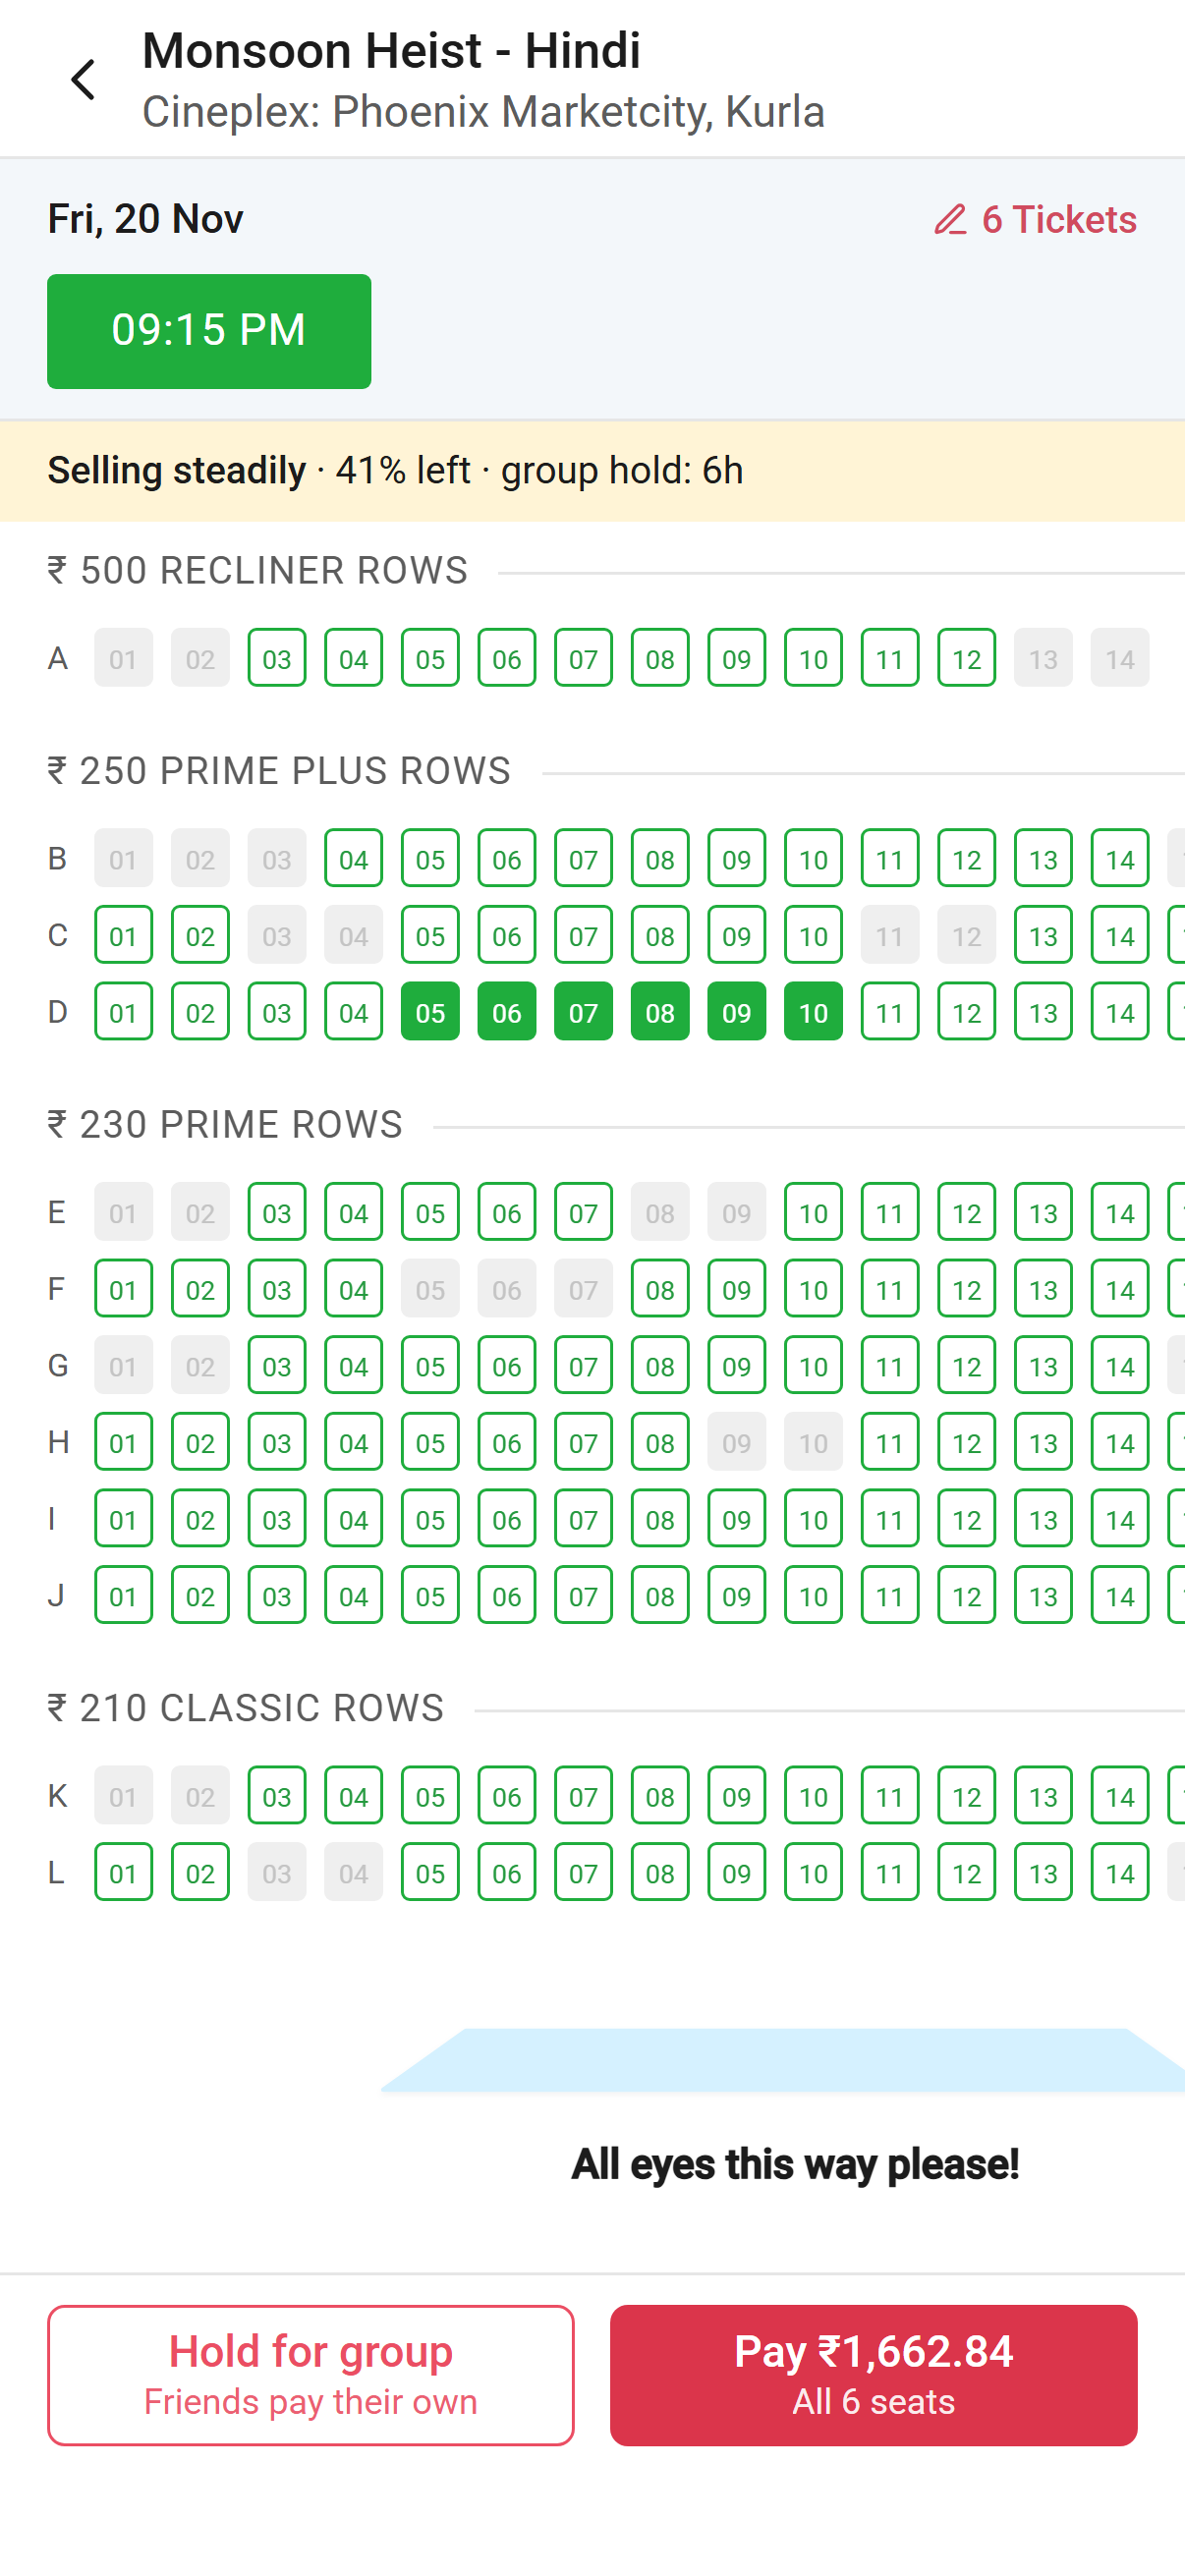 Monsoon Heist - Hindi
Cineplex: Phoenix Marketcity, Kurla
Fri, 20 Nov
6 Tickets
09:15 PM
Selling steadily · 41% left · group hold: 6h
₹ 500 RECLINER ROWS
A 01 02 03 04 05 06 07 08 09 10 11 12 13 14
₹ 250 PRIME PLUS ROWS
B 01 02 03 04 05 06 07 08 09 10 11 12 13 14
C 01 02 03 04 05 06 07 08 09 10 11 12 13 14
D 01 02 03 04 05 06 07 08 09 10 11 12 13 14
₹ 230 PRIME ROWS
E 01 02 03 04 05 06 07 08 09 10 11 12 13 14
F 01 02 03 04 05 06 07 08 09 10 11 12 13 14
G 01 02 03 04 05 06 07 08 09 10 11 12 13 14
H 01 02 03 04 05 06 07 08 09 10 11 12 13 14
I 01 02 03 04 05 06 07 08 09 10 11 12 13 14
J 01 02 03 04 05 06 07 08 09 10 11 12 13 14
₹ 210 CLASSIC ROWS
K 01 02 03 04 05 06 07 08 09 10 11 12 13 14
L 01 02 03 04 05 06 07 08 09 10 11 12 13 14
All eyes this way please!
Hold for group
Friends pay their own
Pay ₹1,662.84
All 6 seats